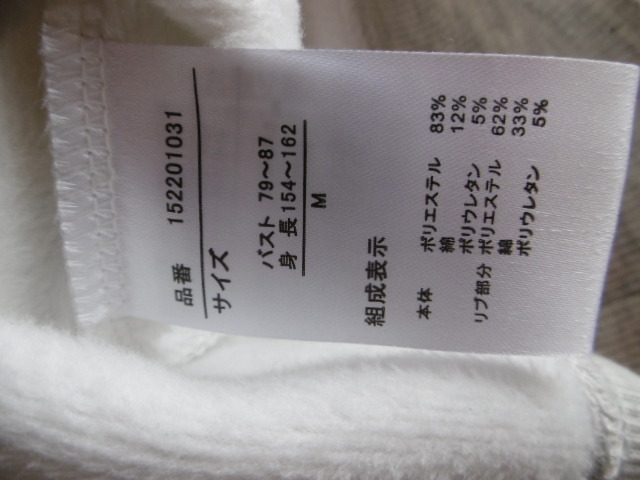 品番 152201031
サイズ
バスト 79～87
身 長 154～162
M
組成表示
本体 ポリエステル 83%
綿 12%
ポリウレタン 5%
リブ部分 ポリエステル 62%
綿 33%
ポリウレタン 5%